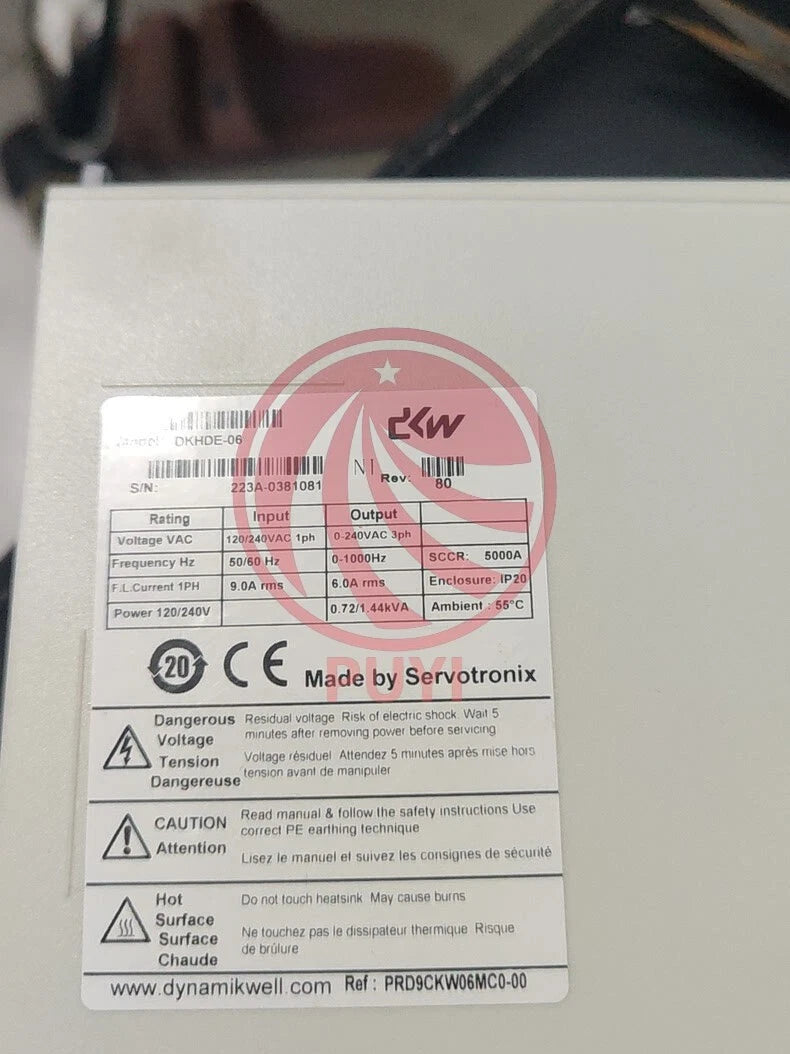 DKHDE-06
DKW
S/N: 223A-0381081 N1 Rev: 80
Rating Input Output
Voltage VAC 120/240VAC 1ph 0-240VAC 3ph
Frequency Hz 50/60 Hz 0-1000Hz SCCR: 5000A
F.L.Current 1PH 9.0A rms 6.0A rms Enclosure: IP20
Power 120/240V 0.72/1.44kVA Ambient : 55°C
20 CE Made by Servotronix
PUYI
Dangerous Voltage
Residual voltage Risk of electric shock. Wait 5
minutes after removing power before servicing
Tension Dangereuse
Voltage résiduel Attendez 5 minutes après mise hors
tension avant de manipuler
CAUTION
Read manual & follow the safety instructions Use
correct PE earthing technique
Attention
Lisez le manuel et suivez les consignes de sécurité
Hot Surface
Do not touch heatsink May cause burns
Surface Chaude
Ne touchez pas le dissipateur thermique Risque
de brûlure
www.dynamikwell.com Ref : PRD9CKW06MC0-00